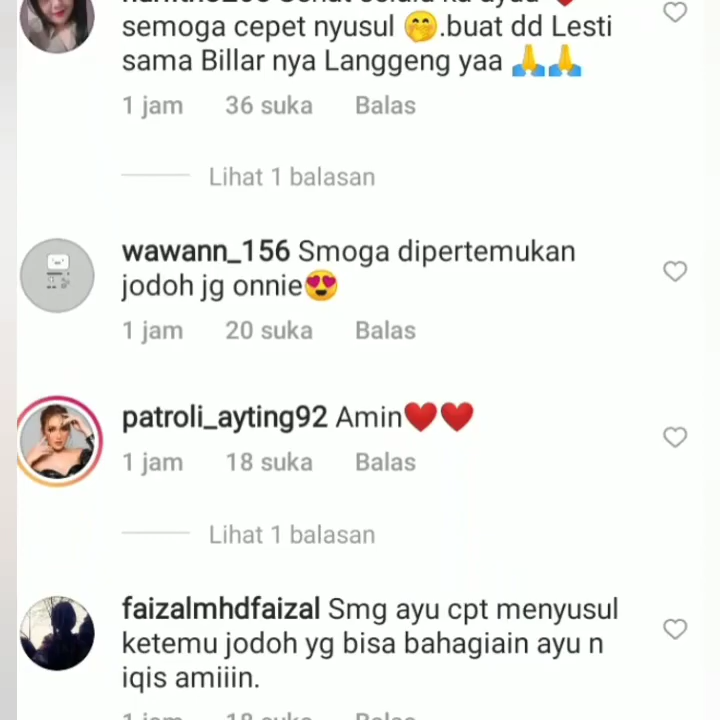 semoga cepet nyusul 🤭.buat dd Lesti
sama Billar nya Langgeng yaa 🙏🙏
1 jam 36 suka Balas
Lihat 1 balasan
wawann_156 Smoga dipertemukan
jodoh jg onnie😍
1 jam 20 suka Balas
patroli_ayting92 Amin❤️❤️
1 jam 18 suka Balas
Lihat 1 balasan
faizalmhdfaizal Smg ayu cpt menyusul
ketemu jodoh yg bisa bahagiain ayu n
iqis amiiin.
1 jam 18 suka Balas